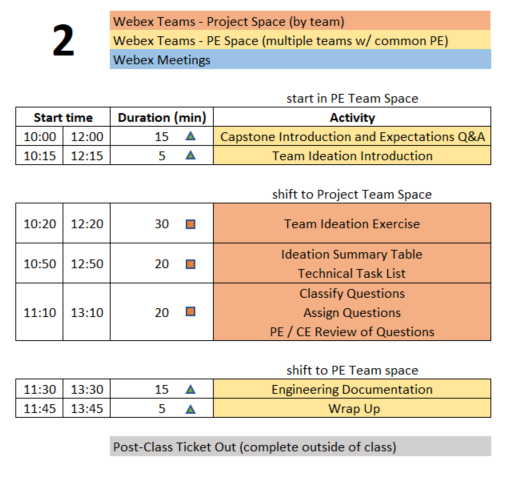 2
Webex Teams - Project Space (by team)
Webex Teams - PE Space (multiple teams w/ common PE)
Webex Meetings
start in PE Team Space
Start time Duration (min) Activity
10:00 12:00 15 Capstone Introduction and Expectations Q&A
10:15 12:15 5 Team Ideation Introduction
shift to Project Team Space
10:20 12:20 30 Team Ideation Exercise
10:50 12:50 20 Ideation Summary Table
Technical Task List
11:10 13:10 20 Classify Questions
Assign Questions
PE / CE Review of Questions
shift to PE Team space
11:30 13:30 15 Engineering Documentation
11:45 13:45 5 Wrap Up
Post-Class Ticket Out (complete outside of class)